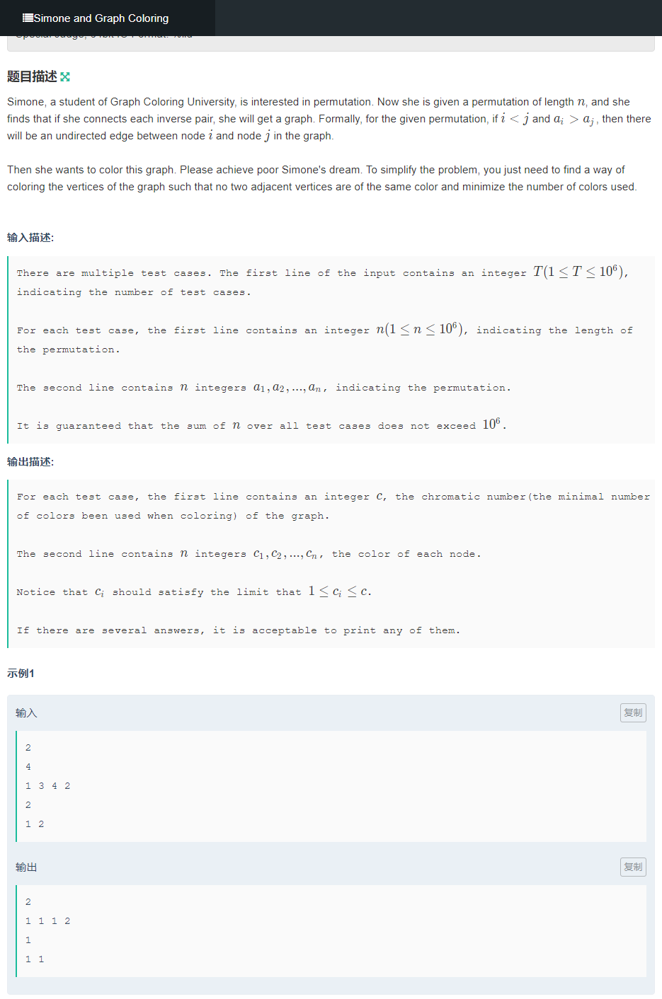 Simone and Graph Coloring
题目描述
Simone, a student of Graph Coloring University, is interested in permutation. Now she is given a permutation of length n, and she
finds that if she connects each inverse pair, she will get a graph. Formally, for the given permutation, if i < j and a_i > a_j, then there
will be an undirected edge between node i and node j in the graph.
Then she wants to color this graph. Please achieve poor Simone's dream. To simplify the problem, you just need to find a way of
coloring the vertices of the graph such that no two adjacent vertices are of the same color and minimize the number of colors used.
输入描述:
There are multiple test cases. The first line of the input contains an integer T(1 ≤ T ≤ 10^6),
indicating the number of test cases.
For each test case, the first line contains an integer n(1 ≤ n ≤ 10^6), indicating the length of
the permutation.
The second line contains n integers a_1, a_2, ..., a_n, indicating the permutation.
It is guaranteed that the sum of n over all test cases does not exceed 10^6.
输出描述:
For each test case, the first line contains an integer c, the chromatic number(the minimal number
of colors been used when coloring) of the graph.
The second line contains n integers c_1, c_2, ..., c_n, the color of each node.
Notice that c_i should satisfy the limit that 1 ≤ c_i ≤ c.
If there are several answers, it is acceptable to print any of them.
示例1
输入 复制
2
4
1 3 4 2
2
1 2
输出 复制
2
1 1 1 2
1
1 1